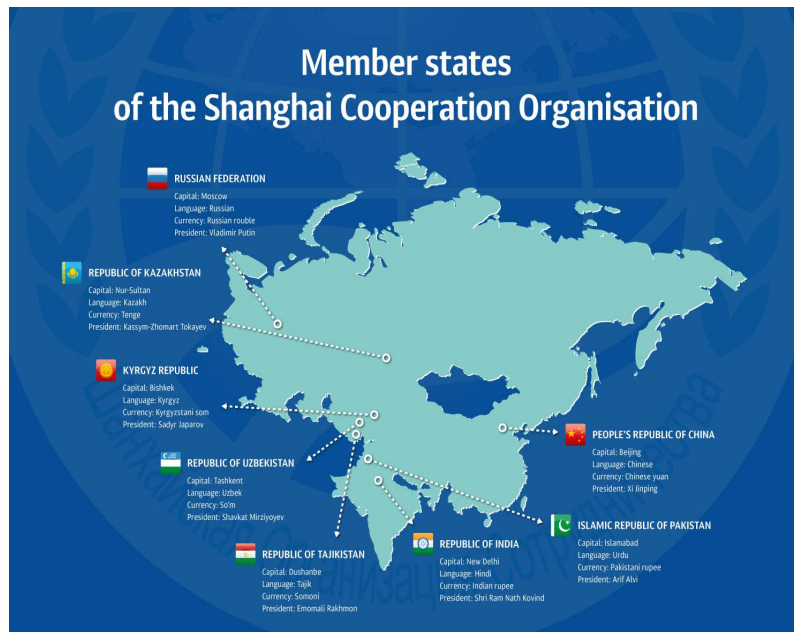 Member states
of the Shanghai Cooperation Organisation
RUSSIAN FEDERATION
Capital: Moscow
Language: Russian
Currency: Russian rouble
President: Vladimir Putin
REPUBLIC OF KAZAKHSTAN
Capital: Nur-Sultan
Language: Kazakh
Currency: Tenge
President: Kassym-Zhomart Tokayev
KYRGYZ REPUBLIC
Capital: Bishkek
Language: Kyrgyz
Currency: Kyrgyzstani som
President: Sadyr Japarov
REPUBLIC OF UZBEKISTAN
Capital: Tashkent
Language: Uzbek
Currency: So'm
President: Shavkat Mirziyoyev
REPUBLIC OF TAJIKISTAN
Capital: Dushanbe
Language: Tajik
Currency: Somoni
President: Emomali Rakhmon
REPUBLIC OF INDIA
Capital: New Delhi
Language: Hindi
Currency: Indian rupee
President: Shri Ram Nath Kovind
PEOPLE'S REPUBLIC OF CHINA
Capital: Beijing
Language: Chinese
Currency: Chinese yuan
President: Xi Jinping
ISLAMIC REPUBLIC OF PAKISTAN
Capital: Islamabad
Language: Urdu
Currency: Pakistani rupee
President: Arif Alvi